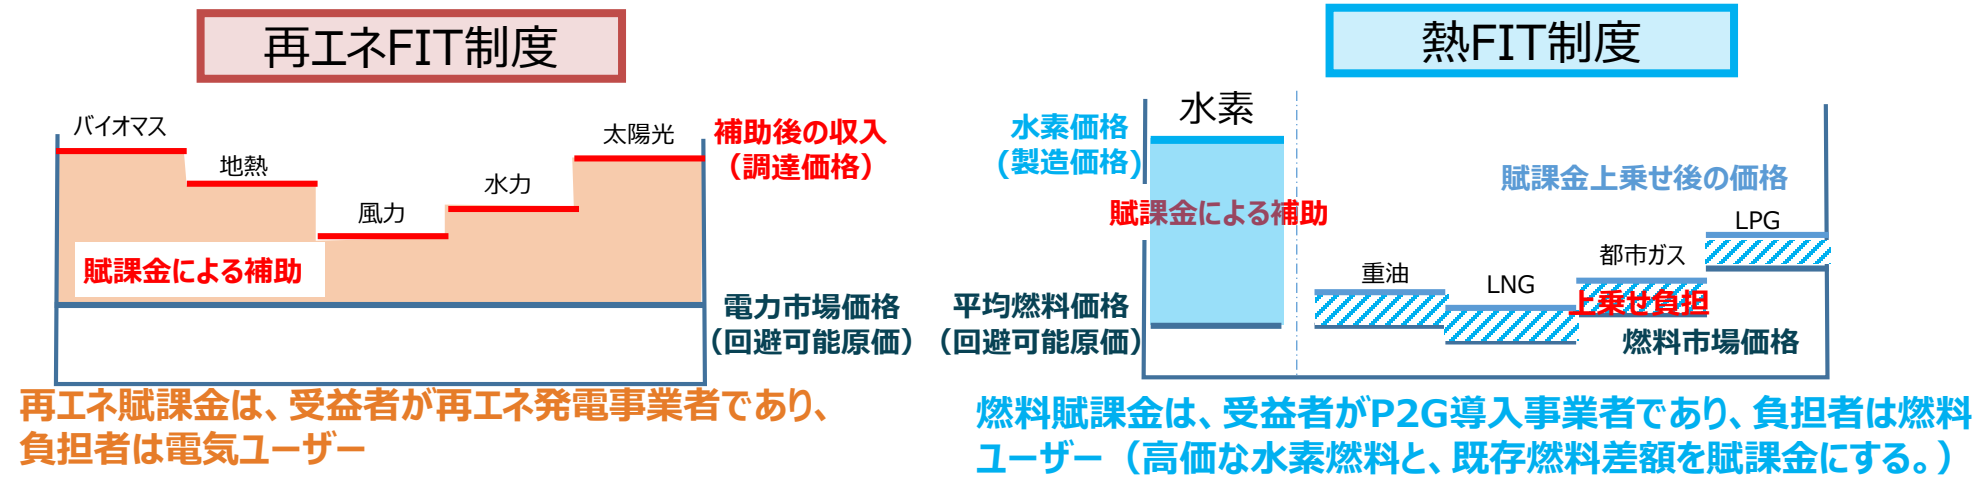 再エネFIT制度
バイオマス
地熱
風力
水力
太陽光
補助後の収入
（調達価格）
賦課金による補助
電力市場価格
（回避可能原価）
再エネ賦課金は、受益者が再エネ発電事業者であり、
負担者は電気ユーザー
熱FIT制度
水素
水素価格
(製造価格)
賦課金による補助
平均燃料価格
（回避可能原価）
賦課金上乗せ後の価格
重油
LNG
都市ガス
LPG
上乗せ負担
燃料市場価格
燃料賦課金は、受益者がP2G導入事業者であり、負担者は燃料
ユーザー（高価な水素燃料と、既存燃料差額を賦課金にする。）